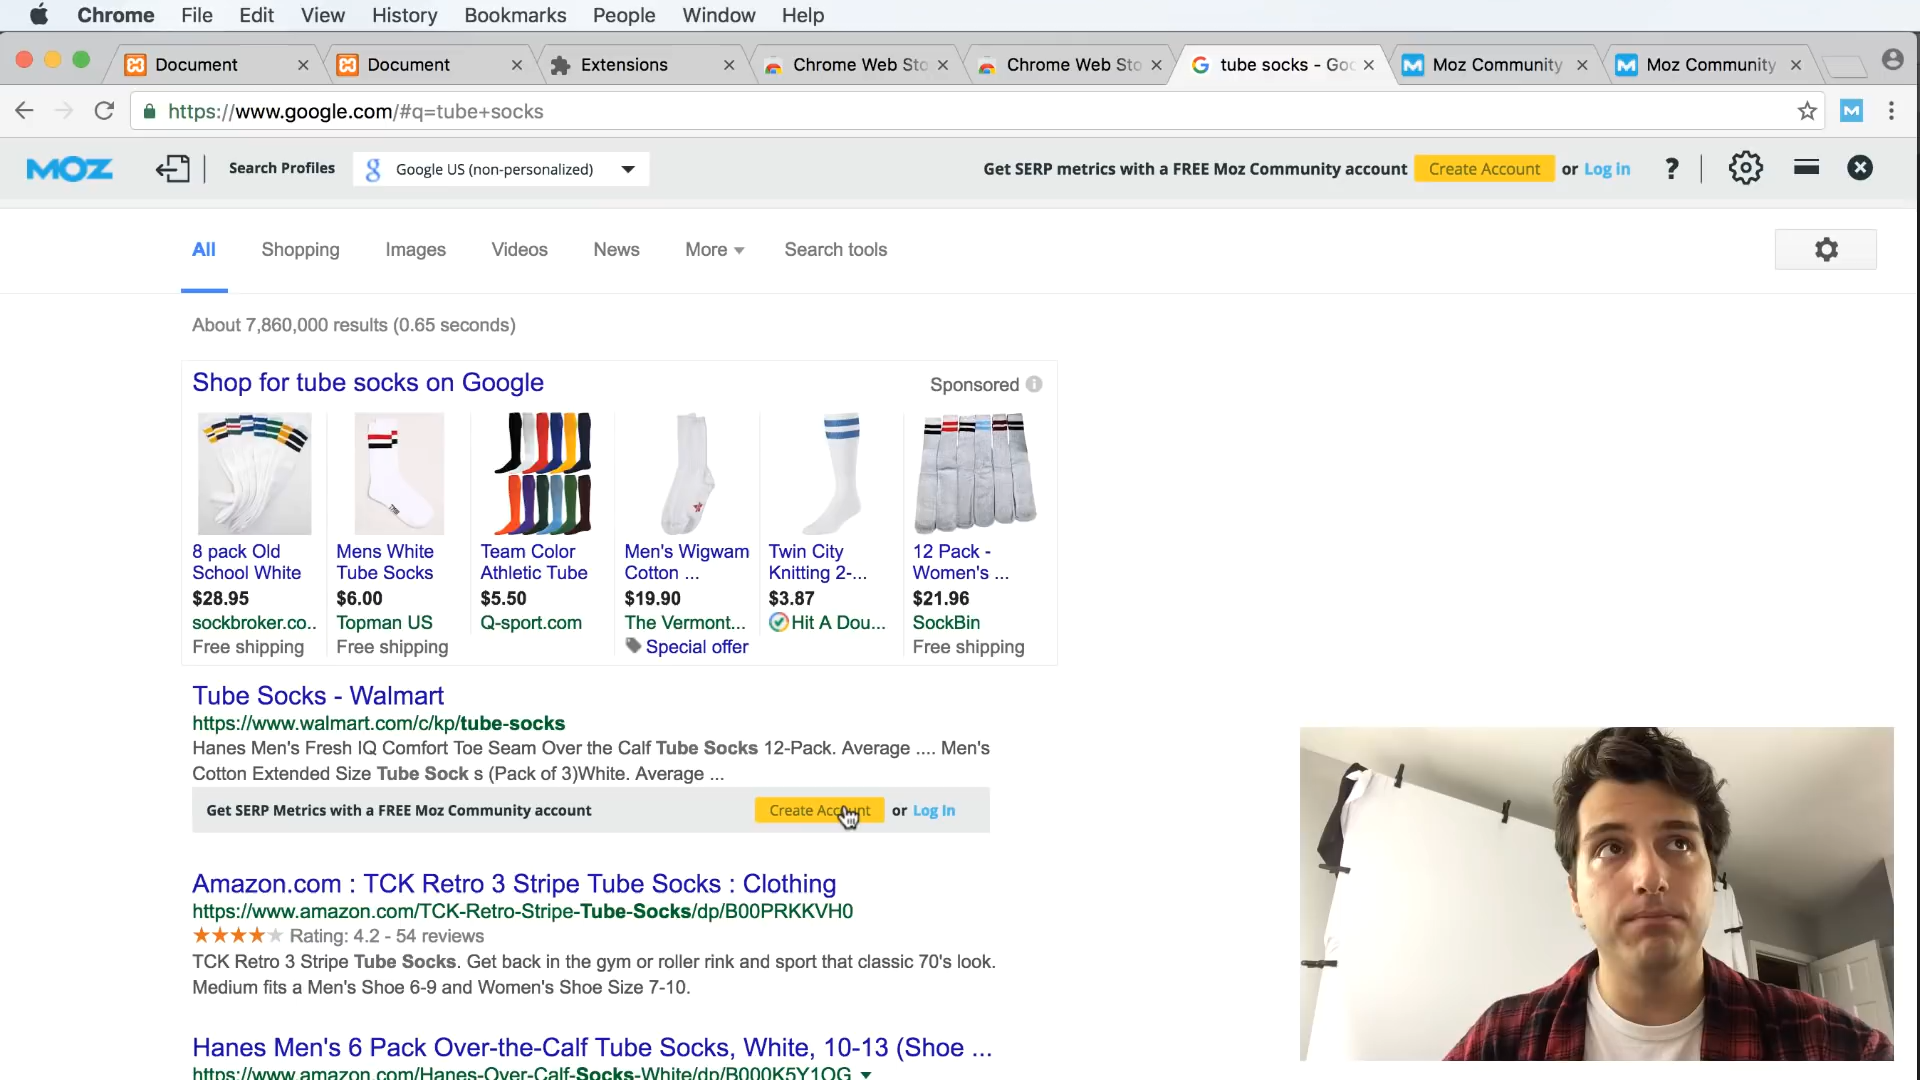 Chrome File Edit View History Bookmarks People Window Help
Document Document Extensions Chrome Web Sto Chrome Web Sto tube socks - Goo Moz Community Moz Community
https://www.google.com/#q=tube+socks
MOZ Search Profiles Google US (non-personalized) Get SERP metrics with a FREE Moz Community account Create Account or Log in ?
All Shopping Images Videos News More Search tools
About 7,860,000 results (0.65 seconds)
Shop for tube socks on Google Sponsored
8 pack Old Mens White Team Color Men's Wigwam Twin City 12 Pack -
School White Tube Socks Athletic Tube Cotton ... Knitting 2-... Women's ...
$28.95 $6.00 $5.50 $19.90 $3.87 $21.96
sockbroker.co.. Topman US Q-sport.com The Vermont... Hit A Dou... SockBin
Free shipping Free shipping Special offer Free shipping
Tube Socks - Walmart
https://www.walmart.com/c/kp/tube-socks
Hanes Men's Fresh IQ Comfort Toe Seam Over the Calf Tube Socks 12-Pack. Average .... Men's
Cotton Extended Size Tube Sock s (Pack of 3)White. Average ...
Get SERP Metrics with a FREE Moz Community account Create Account or Log In
Amazon.com : TCK Retro 3 Stripe Tube Socks : Clothing
https://www.amazon.com/TCK-Retro-Stripe-Tube-Socks/dp/B00PRKKVH0
Rating: 4.2 - 54 reviews
TCK Retro 3 Stripe Tube Socks. Get back in the gym or roller rink and sport that classic 70's look.
Medium fits a Men's Shoe 6-9 and Women's Shoe Size 7-10.
Hanes Men's 6 Pack Over-the-Calf Tube Socks, White, 10-13 (Shoe ...
https://www.amazon.com/Hanes-Over-Calf-Socks-White/dp/B000K5Y1OG